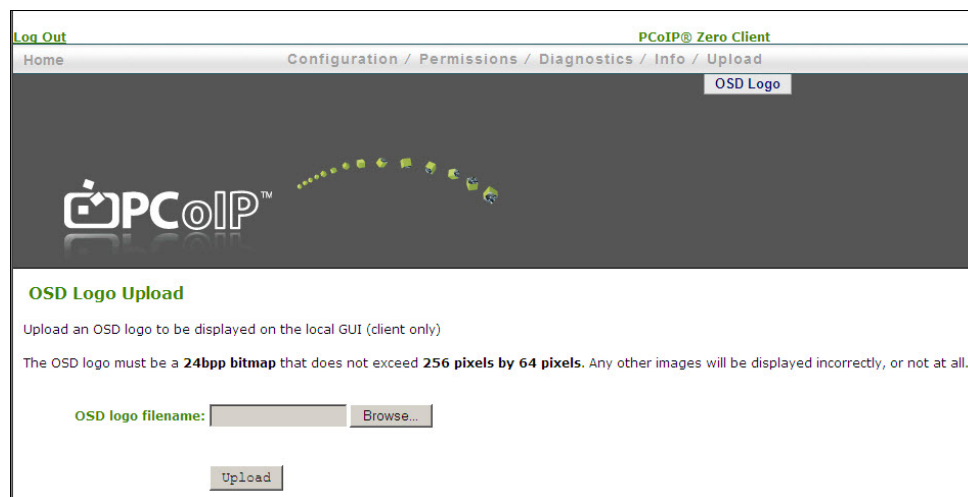 Log Out PCoIP® Zero Client
Home Configuration / Permissions / Diagnostics / Info / Upload
OSD Logo
PCoIP™
OSD Logo Upload
Upload an OSD logo to be displayed on the local GUI (client only)
The OSD logo must be a 24bpp bitmap that does not exceed 256 pixels by 64 pixels. Any other images will be displayed incorrectly, or not at all.
OSD logo filename: Browse...
Upload